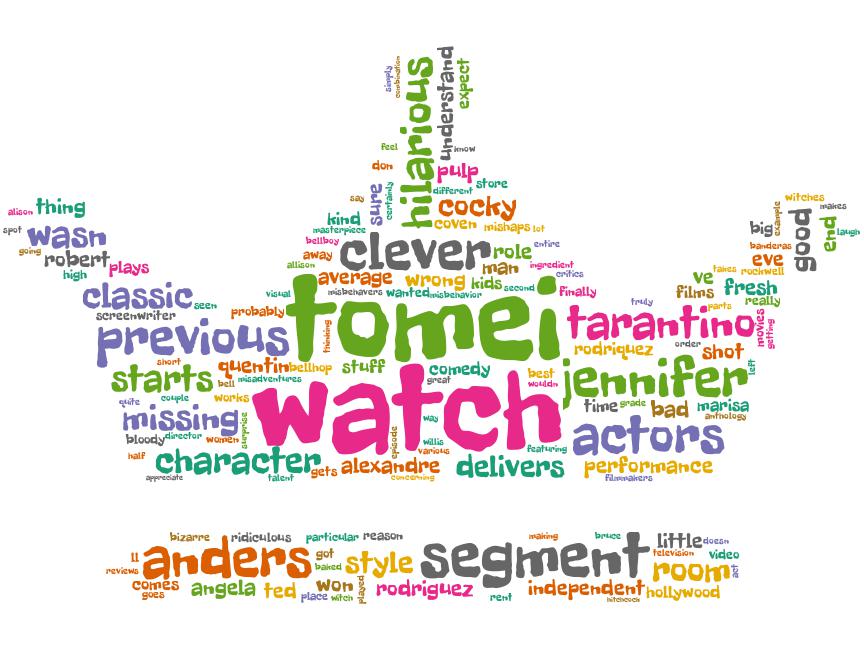 simply
combination
hilarious
understand
expect
feel
know
don
pulp
say
sure
certainly
different
store
alison
thing
kind
cocky
witches
makes
spot
wasn
masterpiece
coven
mishaps
lot
big
example
good
end
laugh
going
robert
bellboy
clever
role
entire
banderas
high
plays
away
allison
man
ingredient
eve
average
wrong
kids
critics
ve
takes
rockwell
classic
seen
visual
misbehavers
wanted
misbehavior
second
finally
films
fresh
screenwriter
probably
tomei
truly
parts
really
previous
thinking
tarantino
movies
getting
rodriquez
order
shot
short
quentin
bellhop
stuff
comedy
best
left
starts
bell
misadventures
great
wouldn
jennifer
quite
couple
works
watch
time
grade
bad
marisa
anthology
missing
surprise
way
actors
bloody
director
women
episode
willis
various
featuring
half
character
gets
alexandre
delivers
performance
appreciate
talent
concerning
filmmakers
bizarre
ridiculous
particular
reason
making
bruce
little
doesn
ll
anders
got
style
segment
television
video
reviews
baked
room
act
comes
angela
ted
won
played
rodriguez
independent
hollywood
goes
place
witch
rent
hitchcock